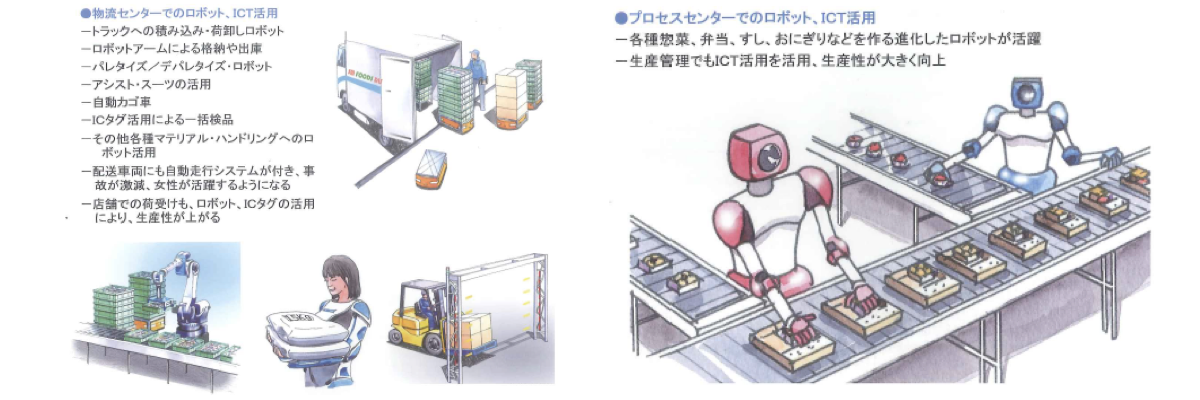 ●物流センターでのロボット、ICT活用
－トラックへの積み込み・荷卸しロボット
－ロボットアームによる格納や出庫
－パレタイズ／デパレタイズ・ロボット
－アシスト・スーツの活用
－自動カゴ車
－ICタグ活用による一括検品
－その他各種マテリアル・ハンドリングへのロ
ボット活用
－配送車両にも自動走行システムが付き、事
故が激減、女性が活躍するようになる
－店舗での荷受けも、ロボット、ICタグの活用
により、生産性が上がる
15Kg
●プロセスセンターでのロボット、ICT活用
－各種惣菜、弁当、すし、おにぎりなどを作る進化したロボットが活躍
－生産管理でもICT活用を活用、生産性が大きく向上